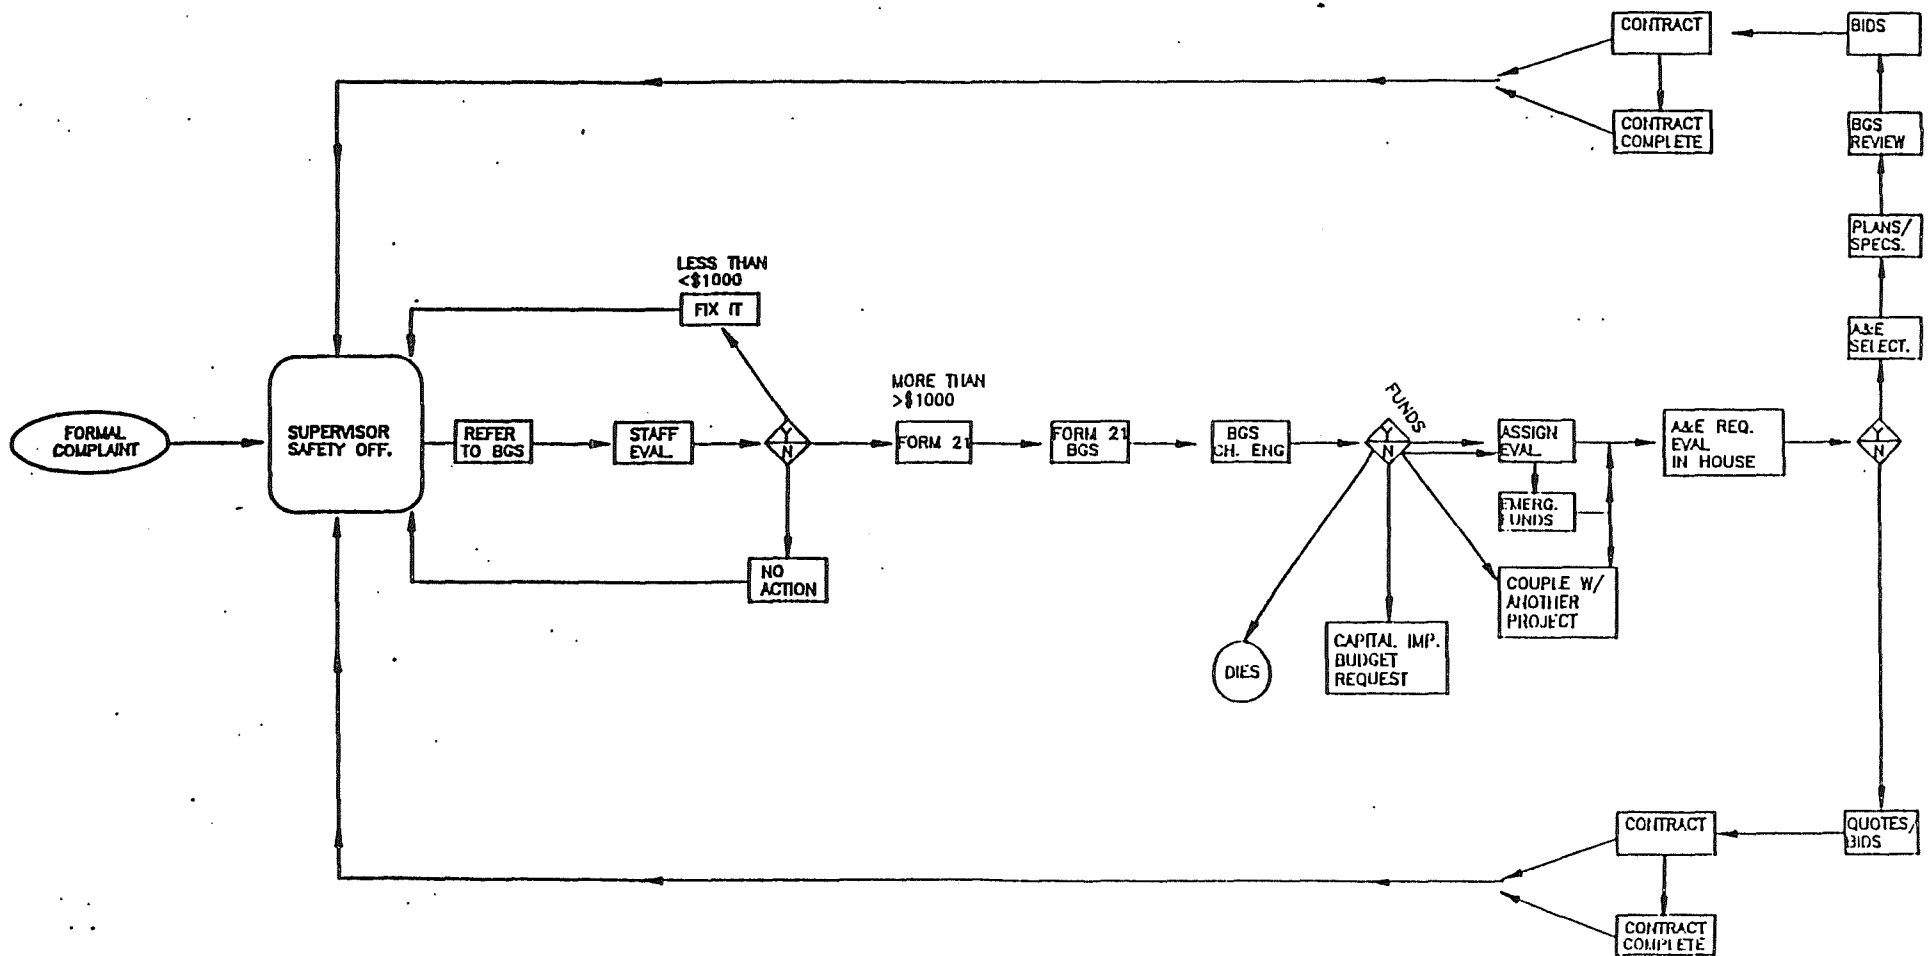 CONTRACT
BIDS
CONTRACT
COMPLETE
BGS
REVIEW
PLANS/
SPECS.
A&E
SELECT.
LESS THAN
<$1000
FIX IT
MORE THAN
>$1000
FORMAL
COMPLAINT
SUPERVISOR
SAFETY OFF.
REFER
TO BGS
STAFF
EVAL.
Y
N
FORM 21
FORM 21
BGS
BGS
CH. ENG
FUNDS
Y
N
ASSIGN
EVAL.
EMERG.
FUNDS
A&E REQ.
EVAL
IN HOUSE
Y
N
NO
ACTION
COUPLE W/
ANOTHER
PROJECT
DIES
CAPITAL IMP.
BUDGET
REQUEST
CONTRACT
QUOTES/
BIDS
CONTRACT
COMPLETE